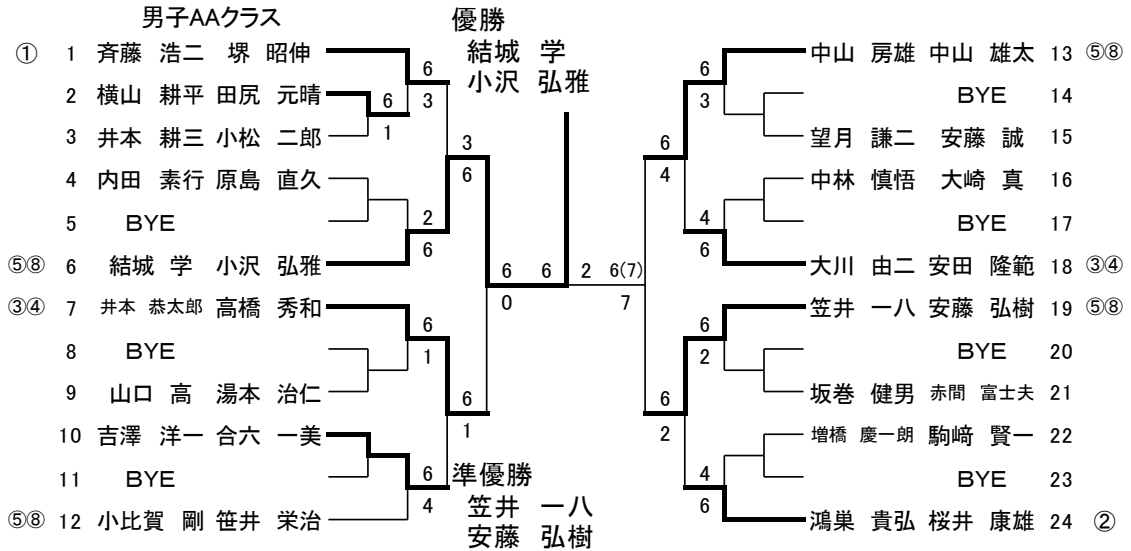 男子AAクラス
① 1 斉藤 浩二 堺 昭伸
2 横山 耕平 田尻 元晴
3 井本 耕三 小松 二郎
4 内田 素行 原島 直久
5 BYE
⑤⑧ 6 結城 学 小沢 弘雅
③④ 7 井本 恭太郎 高橋 秀和
8 BYE
9 山口 高 湯本 治仁
10 吉澤 洋一 合六 一美
11 BYE
⑤⑧ 12 小比賀 剛 笹井 栄治
6
3
6
1
2
6
6
1
6
4
3
6
6
1
6
0
優勝
結城 学
小沢 弘雅
6 2
準優勝
笠井 一八
安藤 弘樹
6(7)
7
6
4
6
2
6
3
4
6
6
2
4
6
中山 房雄 中山 雄太 13 ⑤⑧
BYE 14
望月 謙二 安藤 誠 15
中林 慎悟 大崎 真 16
BYE 17
大川 由二 安田 隆範 18 ③④
笠井 一八 安藤 弘樹 19 ⑤⑧
BYE 20
坂巻 健男 赤間 富士夫 21
増橋 慶一朗 駒﨑 賢一 22
BYE 23
鴻巣 貴弘 桜井 康雄 24 ②